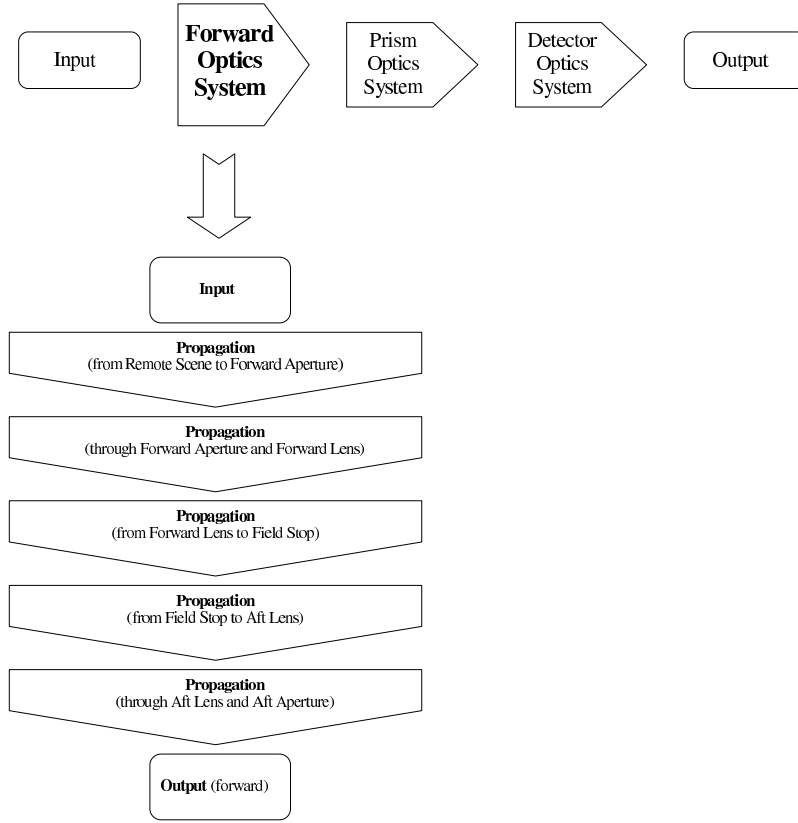 Input
Forward
Optics
System
Prism
Optics
System
Detector
Optics
System
Output
Input
Propagation
(from Remote Scene to Forward Aperture)
Propagation
(through Forward Aperture and Forward Lens)
Propagation
(from Forward Lens to Field Stop)
Propagation
(from Field Stop to Aft Lens)
Propagation
(through Aft Lens and Aft Aperture)
Output (forward)